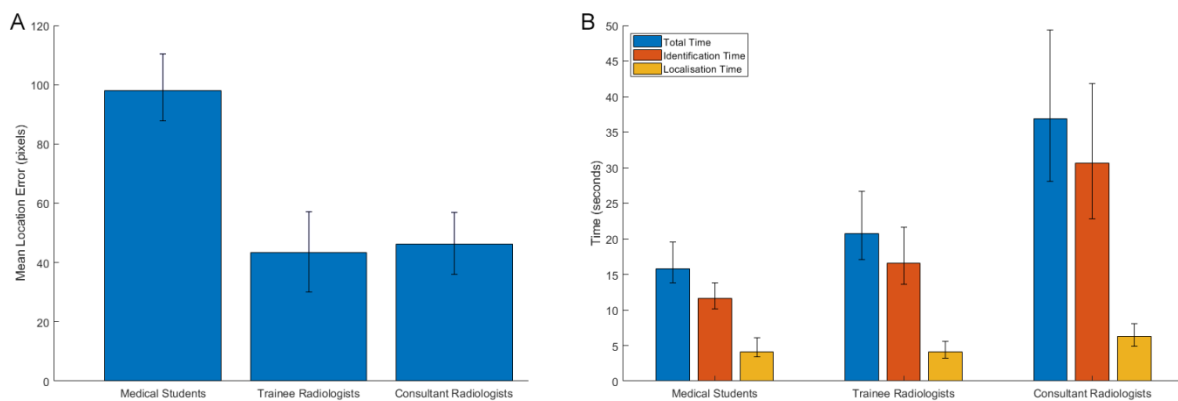 A
Mean Location Error (pixels)
120
100
80
60
40
20
0
Medical Students
Trainee Radiologists
Consultant Radiologists
B
Time (seconds)
50
45
40
35
30
25
20
15
10
5
0
Total Time
Identification Time
Localisation Time
Medical Students
Trainee Radiologists
Consultant Radiologists